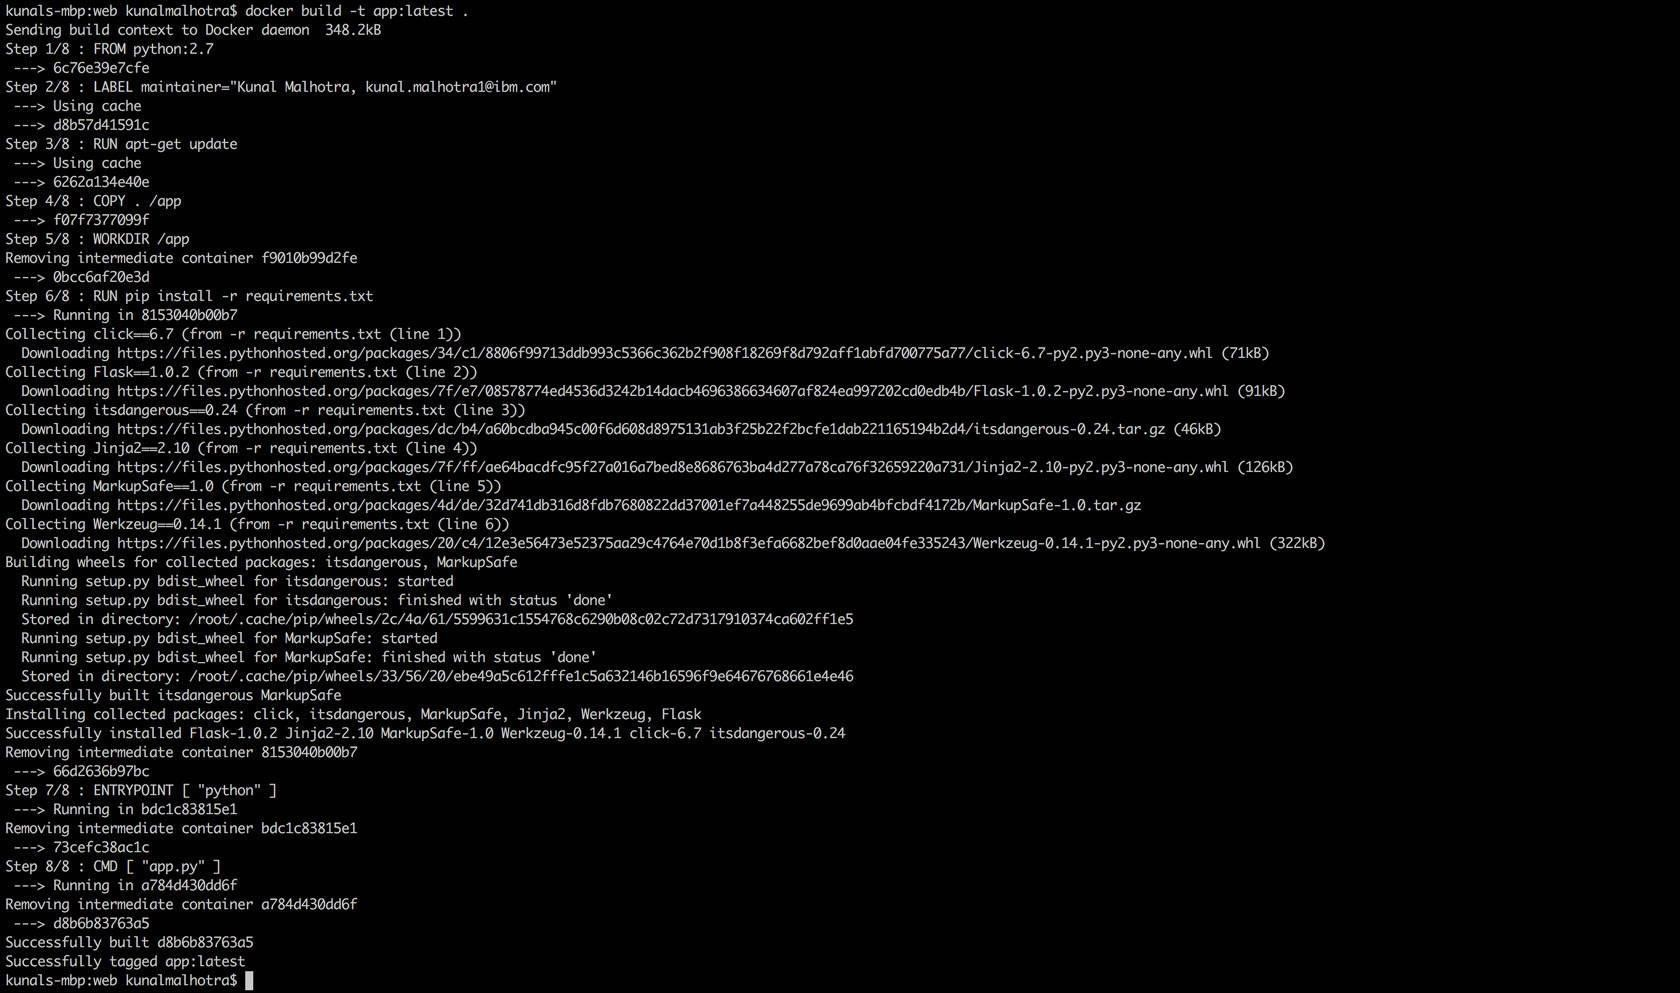 kunals-mbp:web kunalmalhotra$ docker build -t app:latest .
Sending build context to Docker daemon  348.2kB
Step 1/8 : FROM python:2.7
 ---> 6c76e39e7cfe
Step 2/8 : LABEL maintainer="Kunal Malhotra, kunal.malhotra1@ibm.com"
 ---> Using cache
 ---> d8b57d41591c
Step 3/8 : RUN apt-get update
 ---> Using cache
 ---> 6262a134e40e
Step 4/8 : COPY . /app
 ---> f07f7377099f
Step 5/8 : WORKDIR /app
Removing intermediate container f9010b99d2fe
 ---> 0bcc6af20e3d
Step 6/8 : RUN pip install -r requirements.txt
 ---> Running in 8153040b00b7
Collecting click==6.7 (from -r requirements.txt (line 1))
  Downloading https://files.pythonhosted.org/packages/34/c1/8806f99713ddb993c5366c362b2f908f18269f8d792aff1abfd700775a77/click-6.7-py2.py3-none-any.whl (71kB)
Collecting Flask==1.0.2 (from -r requirements.txt (line 2))
  Downloading https://files.pythonhosted.org/packages/7f/e7/08578774ed4536d3242b14dacb4696386634607af824ea997202cd0edb4b/Flask-1.0.2-py2.py3-none-any.whl (91kB)
Collecting itsdangerous==0.24 (from -r requirements.txt (line 3))
  Downloading https://files.pythonhosted.org/packages/dc/b4/a60bcdba945c00f6d608d8975131ab3f25b22f2bcfe1dab221165194b2d4/itsdangerous-0.24.tar.gz (46kB)
Collecting Jinja2==2.10 (from -r requirements.txt (line 4))
  Downloading https://files.pythonhosted.org/packages/7f/ff/ae64bacdfc95f27a016a7bed8e8686763ba4d277a78ca76f32659220a731/Jinja2-2.10-py2.py3-none-any.whl (126kB)
Collecting MarkupSafe==1.0 (from -r requirements.txt (line 5))
  Downloading https://files.pythonhosted.org/packages/4d/de/32d741db316d8fdb7680822dd37001ef7a448255de9699ab4bfcbdf4172b/MarkupSafe-1.0.tar.gz
Collecting Werkzeug==0.14.1 (from -r requirements.txt (line 6))
  Downloading https://files.pythonhosted.org/packages/20/c4/12e3e56473e52375aa29c4764e70d1b8f3efa6682bef8d0aae04fe335243/Werkzeug-0.14.1-py2.py3-none-any.whl (322kB)
Building wheels for collected packages: itsdangerous, MarkupSafe
  Running setup.py bdist_wheel for itsdangerous: started
  Running setup.py bdist_wheel for itsdangerous: finished with status 'done'
  Stored in directory: /root/.cache/pip/wheels/2c/4a/61/5599631c1554768c6290b08c02c72d7317910374ca602ff1e5
  Running setup.py bdist_wheel for MarkupSafe: started
  Running setup.py bdist_wheel for MarkupSafe: finished with status 'done'
  Stored in directory: /root/.cache/pip/wheels/33/56/20/ebe49a5c612fffe1c5a632146b16596f9e64676768661e4e46
Successfully built itsdangerous MarkupSafe
Installing collected packages: click, itsdangerous, MarkupSafe, Jinja2, Werkzeug, Flask
Successfully installed Flask-1.0.2 Jinja2-2.10 MarkupSafe-1.0 Werkzeug-0.14.1 click-6.7 itsdangerous-0.24
Removing intermediate container 8153040b00b7
 ---> 66d2636b97bc
Step 7/8 : ENTRYPOINT [ "python" ]
 ---> Running in bdc1c83815e1
Removing intermediate container bdc1c83815e1
 ---> 73cefc38ac1c
Step 8/8 : CMD [ "app.py" ]
 ---> Running in a784d430dd6f
Removing intermediate container a784d430dd6f
 ---> d8b6b83763a5
Successfully built d8b6b83763a5
Successfully tagged app:latest
kunals-mbp:web kunalmalhotra$